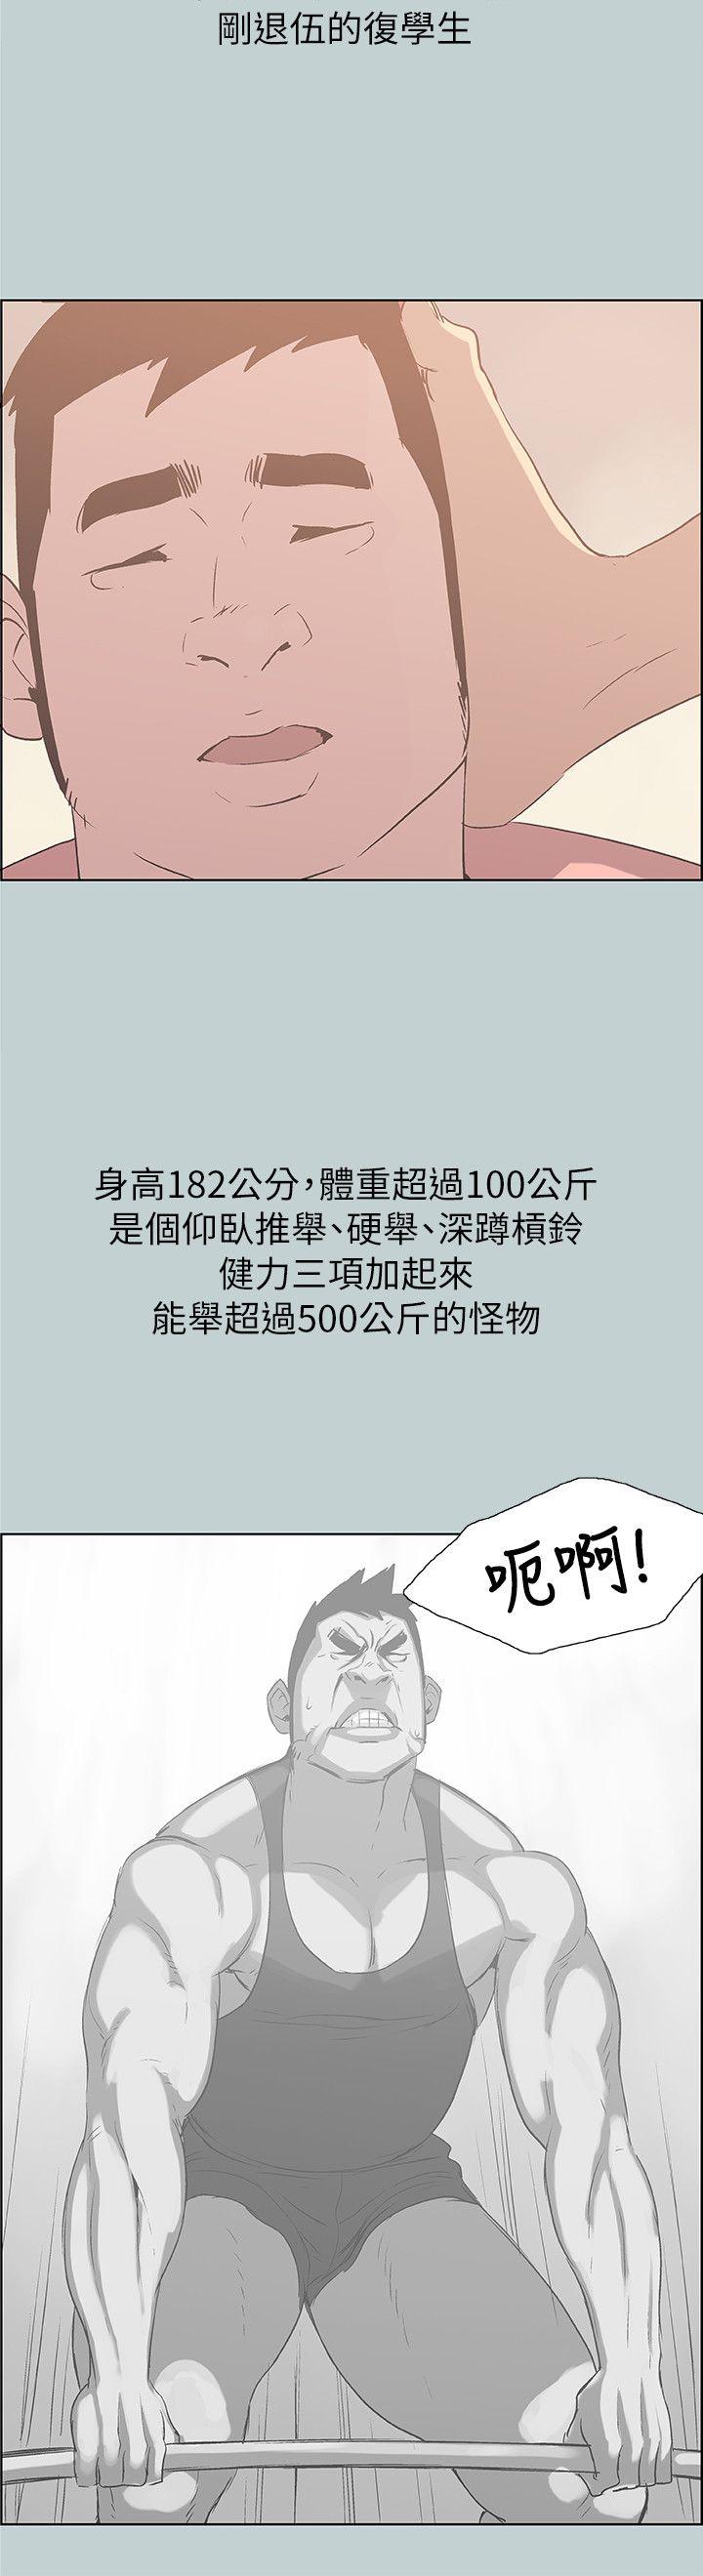 剛退伍的復學生
身高182公分，體重超過100公斤
是個仰臥推舉、硬舉、深蹲槓鈴
健力三項加起來
能舉超過500公斤的怪物
呃啊!